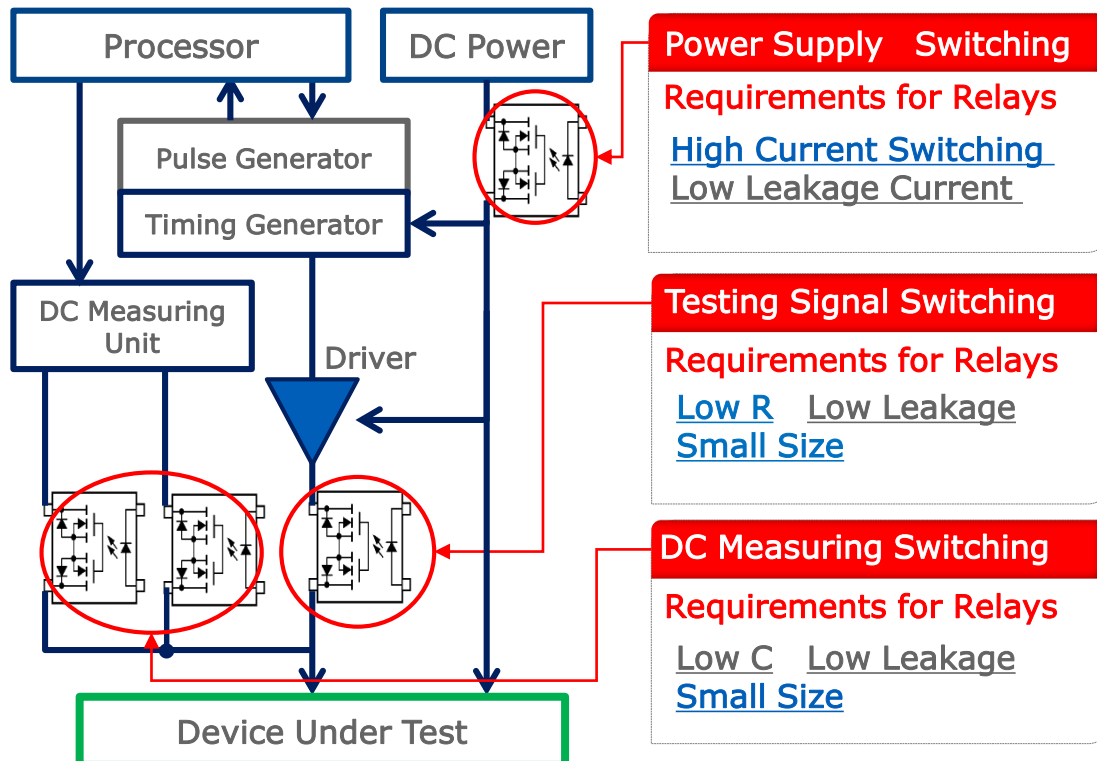 Processor
DC Power
Pulse Generator
Timing Generator
DC Measuring
Unit
Driver
Device Under Test
Power Supply Switching
Requirements for Relays
High Current Switching
Low Leakage Current
Testing Signal Switching
Requirements for Relays
Low R Low Leakage
Small Size
DC Measuring Switching
Requirements for Relays
Low C Low Leakage
Small Size